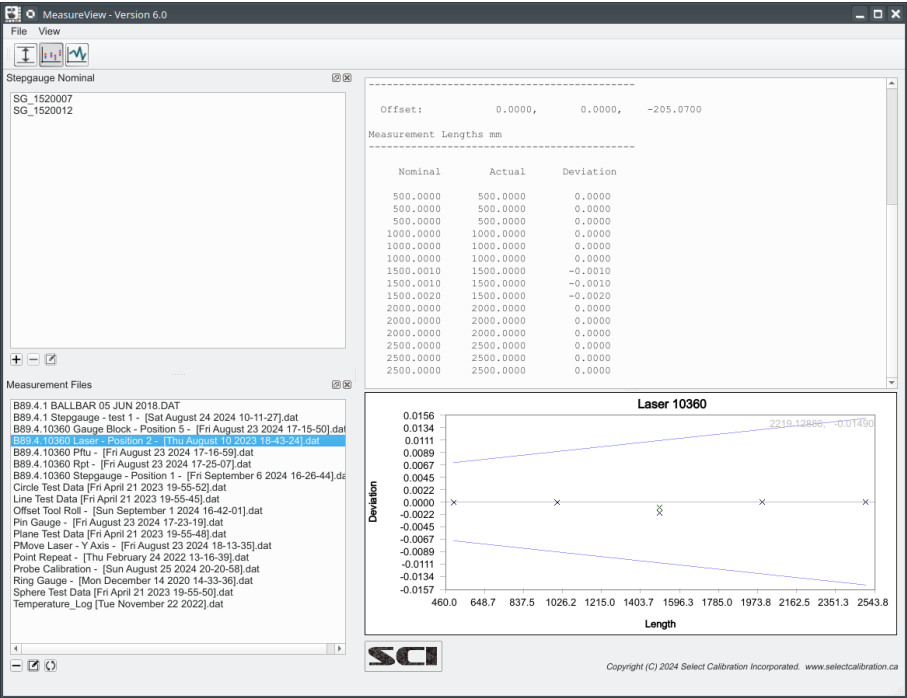 MeasureView - Version 6.0
File View
Stepgauge Nominal
SG_1520007
SG_1520012
Measurement Files
B89.4.1 BALLBAR 05 JUN 2018.DAT
B89.4.1 Stepgauge - test 1 - [Sat August 24 2024 10-11-27].dat
B89.4.10360 Gauge Block - Position 5 - [Fri August 23 2024 17-15-50].dat
B89.4.10360 Laser - Position 2 - [Thu August 10 2023 18-43-24].dat
B89.4.10360 Pftu - [Fri August 23 2024 17-16-59].dat
B89.4.10360 Rpt - [Fri August 23 2024 17-25-07].dat
B89.4.10360 Stepgauge - Position 1 - [Fri September 6 2024 16-26-44].da
Circle Test Data [Fri April 21 2023 19-55-52].dat
Line Test Data [Fri April 21 2023 19-55-45].dat
Offset Tool Roll - [Sun September 1 2024 16-42-01].dat
Pin Gauge - [Fri August 23 2024 17-23-19].dat
Plane Test Data [Fri April 21 2023 19-55-48].dat
PMove Laser - Y Axis - [Fri August 23 2024 18-13-35].dat
Point Repeat - [Thu February 24 2022 13-16-39].dat
Probe Calibration - [Sun August 25 2024 20-20-58].dat
Ring Gauge - [Mon December 14 2020 14-33-36].dat
Sphere Test Data [Fri April 21 2023 19-55-50].dat
Temperature_Log [Tue November 22 2022].dat
-------------------------------------------
Offset: 0.0000, 0.0000, -205.0700
Measurement Lengths mm
-------------------------------------------
Nominal Actual Deviation
500.0000 500.0000 0.0000
500.0000 500.0000 0.0000
500.0000 500.0000 0.0000
1000.0000 1000.0000 0.0000
1000.0000 1000.0000 0.0000
1000.0000 1000.0000 0.0000
1500.0010 1500.0000 -0.0010
1500.0010 1500.0000 -0.0010
1500.0020 1500.0000 -0.0020
2000.0000 2000.0000 0.0000
2000.0000 2000.0000 0.0000
2000.0000 2000.0000 0.0000
2500.0000 2500.0000 0.0000
2500.0000 2500.0000 0.0000
2500.0000 2500.0000 0.0000
Laser 10360
2219.12886, -0.01490
Deviation
0.0156
0.0134
0.0111
0.0089
0.0067
0.0045
0.0022
0.0000
-0.0022
-0.0045
-0.0067
-0.0089
-0.0111
-0.0134
-0.0157
460.0 648.7 837.5 1026.2 1215.0 1403.7 1596.3 1785.0 1973.8 2162.5 2351.3 2543.8
Length
SCI
Copyright (C) 2024 Select Calibration Incorporated. www.selectcalibration.ca